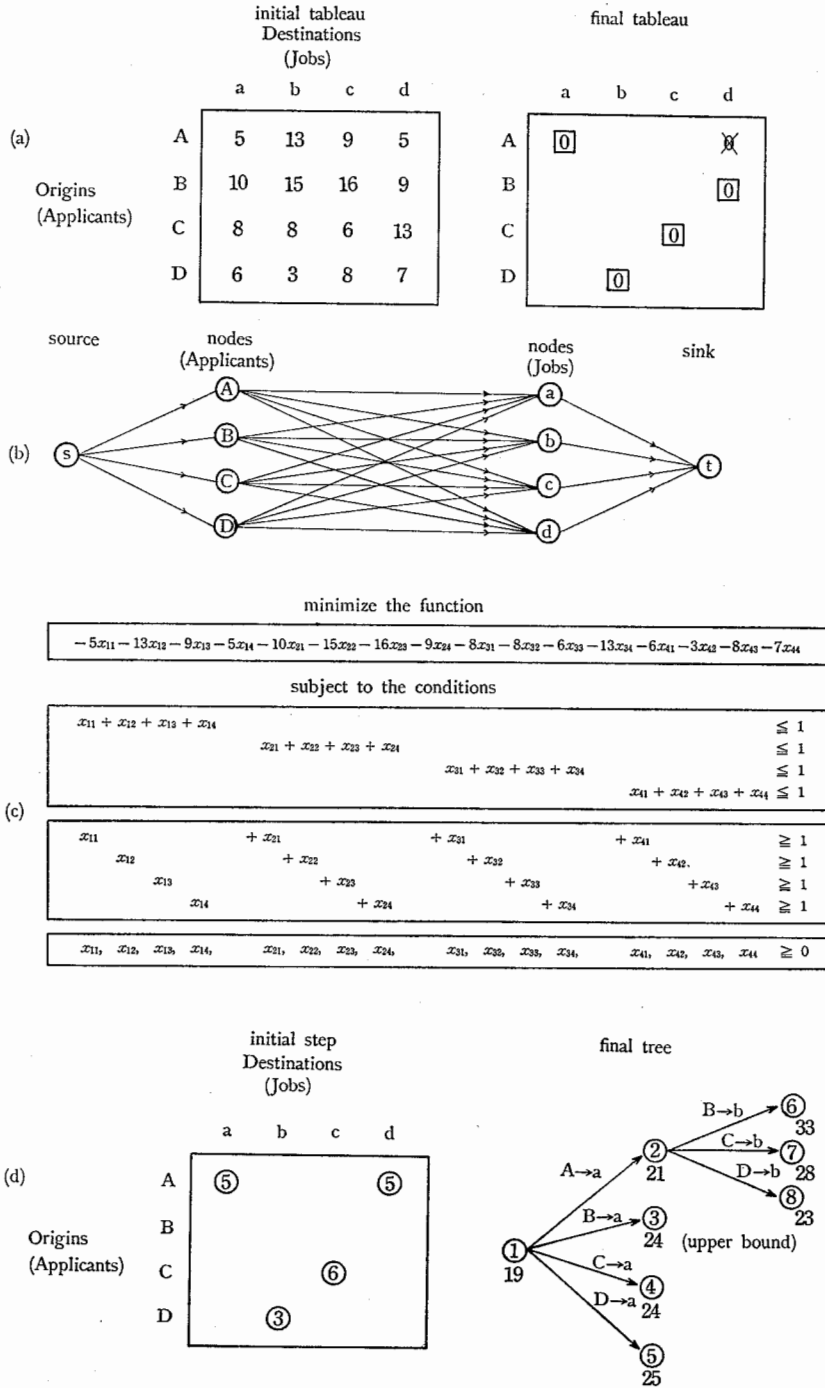 initial tableau
Destinations
(Jobs)
final tableau
a b c d
a b c d
(a)
Origins
(Applicants)
A 5 13 9 5
B 10 15 16 9
C 8 8 6 13
D 6 3 8 7
A 0 0
B 0
C 0
D 0
source
nodes
(Applicants)
nodes
(Jobs)
sink
(b)
s
A
B
C
D
a
b
c
d
t
minimize the function
−5x₁₁−13x₁₂−9x₁₃−5x₁₄−10x₂₁−15x₂₂−16x₂₃−9x₂₄−8x₃₁−8x₃₂−6x₃₃−13x₃₄−6x₄₁−3x₄₂−8x₄₃−7x₄₄
subject to the conditions
(c)
x₁₁ + x₁₂ + x₁₃ + x₁₄ ≦ 1
x₂₁ + x₂₂ + x₂₃ + x₂₄ ≦ 1
x₃₁ + x₃₂ + x₃₃ + x₃₄ ≦ 1
x₄₁ + x₄₂ + x₄₃ + x₄₄ ≦ 1
x₁₁ + x₂₁ + x₃₁ + x₄₁ ≧ 1
x₁₂ + x₂₂ + x₃₂ + x₄₂. ≧ 1
x₁₃ + x₂₃ + x₃₃ +x₄₃ ≧ 1
x₁₄ + x₂₄ + x₃₄ + x₄₄ ≧ 1
x₁₁, x₁₂, x₁₃, x₁₄, x₂₁, x₂₂, x₂₃, x₂₄, x₃₁, x₃₂, x₃₃, x₃₄, x₄₁, x₄₂, x₄₃, x₄₄ ≧ 0
initial step
Destinations
(Jobs)
final tree
a b c d
(d)
Origins
(Applicants)
A 5 5
B
C 6
D 3
1
19
A→a
2
21
B→a
3
24
(upper bound)
C→a
4
24
D→a
5
25
B→b
6
33
C→b
7
28
D→b
8
23